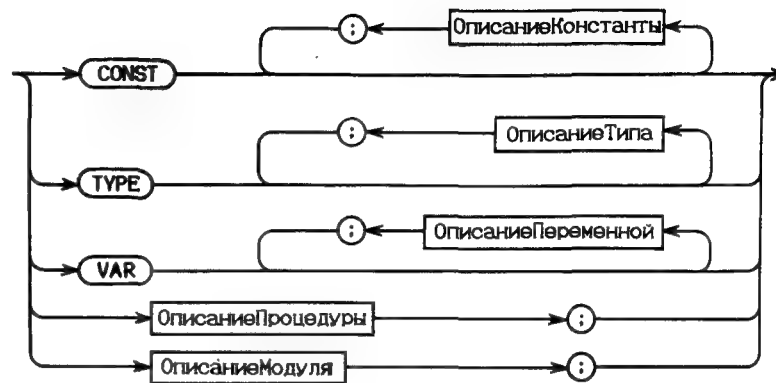 ; ОписаниеКонстанты
CONST
; ОписаниеТипа
TYPE
; ОписаниеПеременной
VAR
ОписаниеПроцедуры ;
ОписаниеМодуля ;